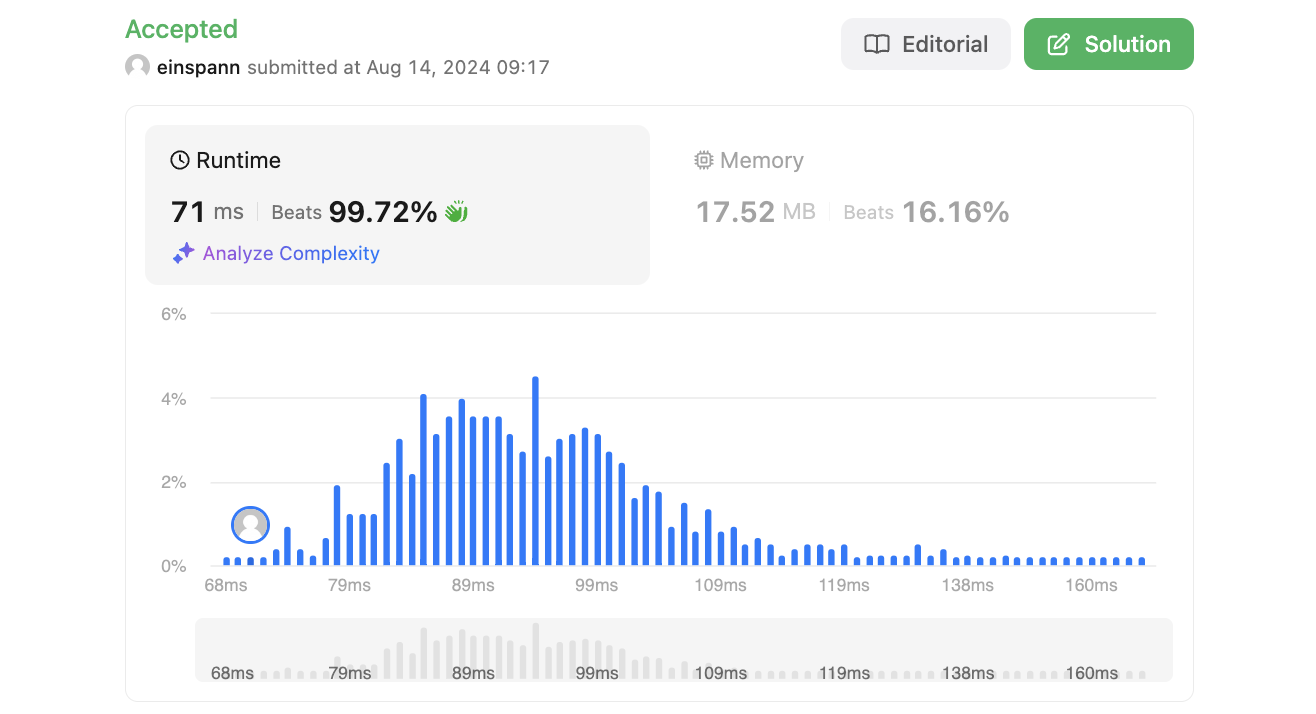 Accepted
einspann submitted at Aug 14, 2024 09:17
Editorial
Solution
Runtime
71 ms Beats 99.72%
Analyze Complexity
Memory
17.52 MB Beats 16.16%
6%
4%
2%
0%
68ms 79ms 89ms 99ms 109ms 119ms 138ms 160ms
68ms 79ms 89ms 99ms 109ms 119ms 138ms 160ms